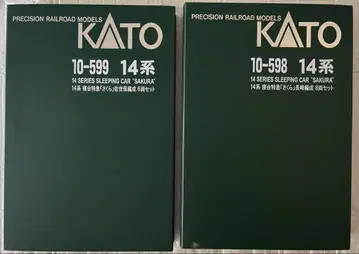 PRECISION RAILROAD MODELS
KATO
10-599 14系
14 SERIES SLEEPING CAR "SAKURA"
14系 寝台特急「さくら」佐世保編成 6両セット
PRECISION RAILROAD MODELS
KATO
10-598 14系
14 SERIES SLEEPING CAR "SAKURA"
14系 寝台特急「さくら」長崎編成 8両セット